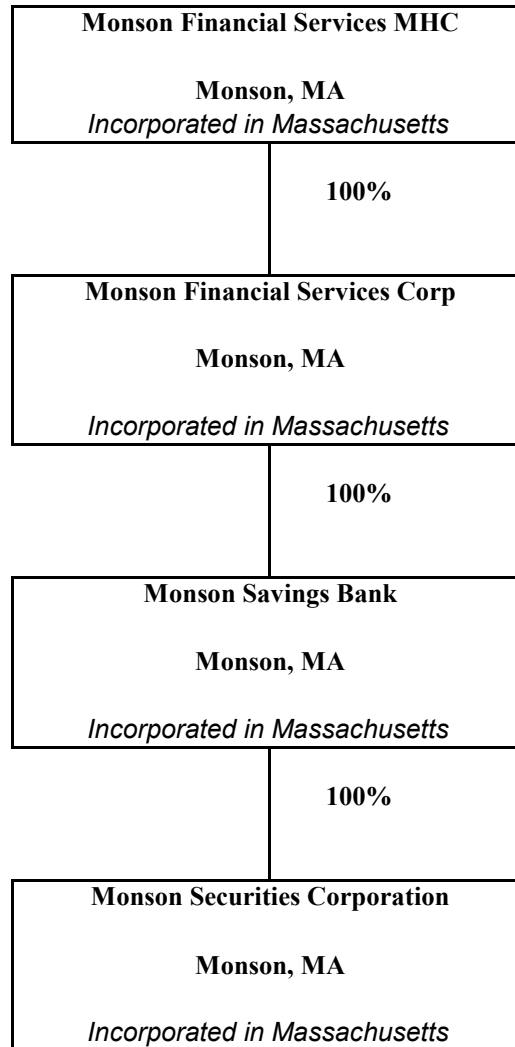 Monson Financial Services MHC
Monson, MA
Incorporated in Massachusetts
100%
Monson Financial Services Corp
Monson, MA
Incorporated in Massachusetts
100%
Monson Savings Bank
Monson, MA
Incorporated in Massachusetts
100%
Monson Securities Corporation
Monson, MA
Incorporated in Massachusetts